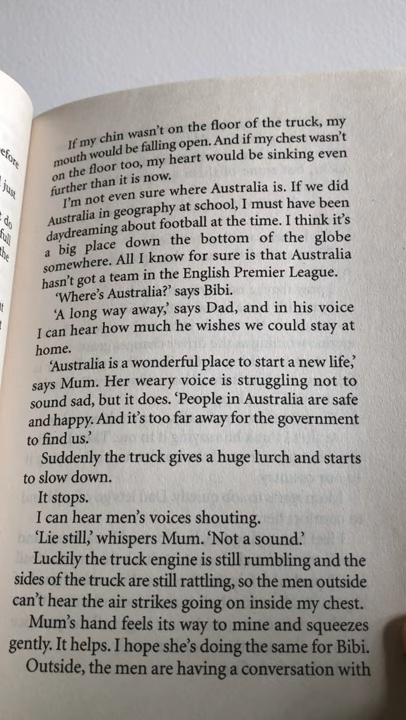 If my chin wasn't on the floor of the truck, my
mouth would be falling open. And if my chest wasn't
on the floor too, my heart would be sinking even
further than it is now.
I'm not even sure where Australia is. If we did
Australia in geography at school, I must have been
daydreaming about football at the time. I think it's
a big place down the bottom of the globe
somewhere. All I know for sure is that Australia
hasn't got a team in the English Premier League.
'Where's Australia?' says Bibi.
'A long way away,' says Dad, and in his voice
I can hear how much he wishes we could stay at
home.
'Australia is a wonderful place to start a new life,'
says Mum. Her weary voice is struggling not to
sound sad, but it does. 'People in Australia are safe
and happy. And it's too far away for the government
to find us.'
Suddenly the truck gives a huge lurch and starts
to slow down.
It stops.
I can hear men's voices shouting.
'Lie still,' whispers Mum. 'Not a sound.'
Luckily the truck engine is still rumbling and the
sides of the truck are still rattling, so the men outside
can't hear the air strikes going on inside my chest.
Mum's hand feels its way to mine and squeezes
gently. It helps. I hope she's doing the same for Bibi.
Outside, the men are having a conversation with